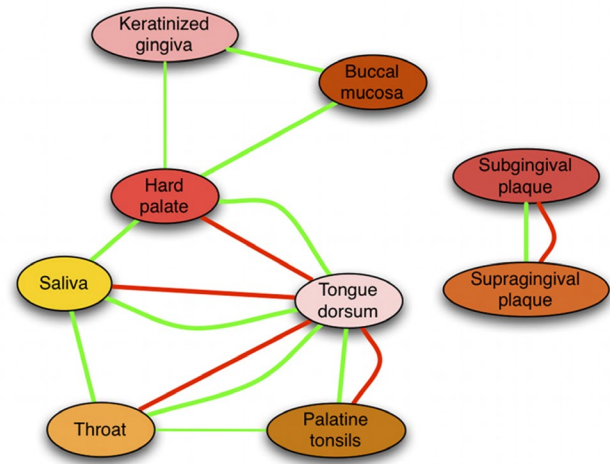 Keratinized
gingiva
Buccal
mucosa
Hard
palate
Subgingival
plaque
Saliva
Tongue
dorsum
Supragingival
plaque
Throat
Palatine
tonsils